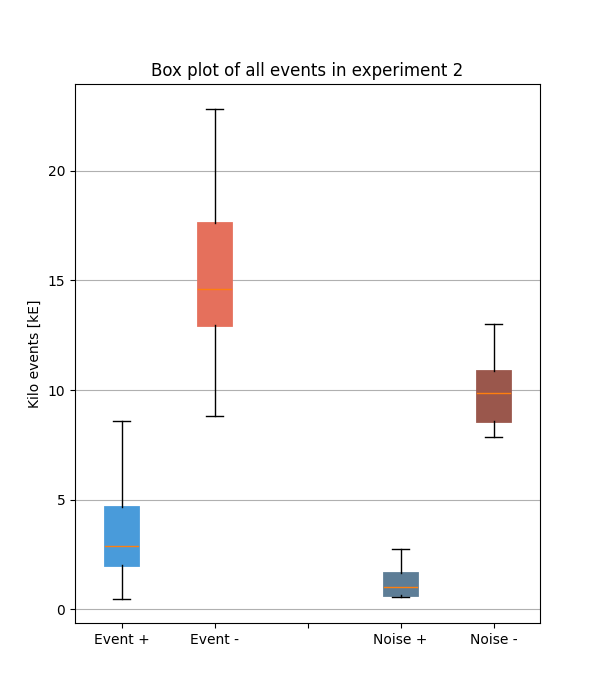 Box plot of all events in experiment 2
Kilo events [kE]
20
15
10
5
0
Event +
Event -
Noise +
Noise -